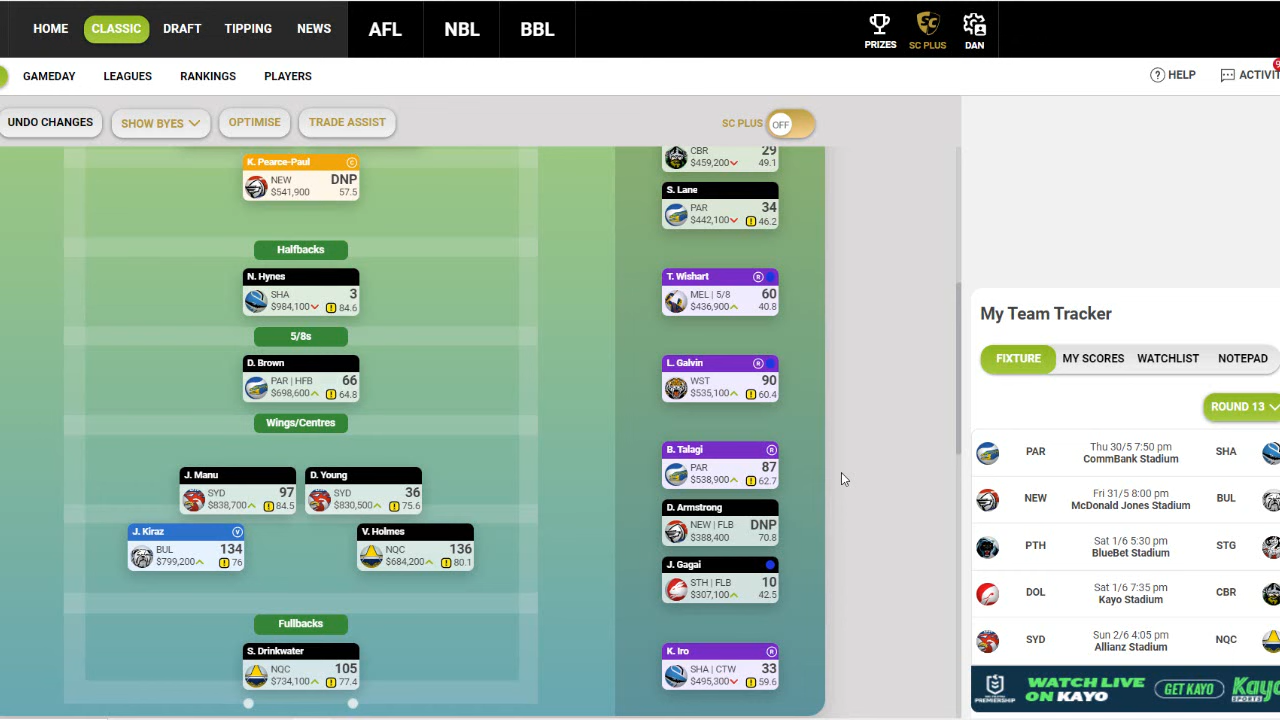 HOME CLASSIC DRAFT TIPPING NEWS AFL NBL BBL PRIZES SC PLUS DAN
GAMEDAY LEAGUES RANKINGS PLAYERS HELP ACTIVI 9
UNDO CHANGES SHOW BYES OPTIMISE TRADE ASSIST SC PLUS OFF
K. Pearce-Paul C
NEW DNP
$541,900 57.5
Halfbacks
N. Hynes
SHA 3
$984,100 84.6
5/8s
D. Brown
PAR | HFB 66
$698,600 64.8
Wings/Centres
J. Manu
SYD 97
$838,700 84.5
D. Young
SYD 36
$830,500 75.6
J. Kiraz V
BUL 134
$799,200 76
V. Holmes
NQC 136
$684,200 80.1
Fullbacks
S. Drinkwater
NQC 105
$734,100 77.4
CBR 29
$459,200 49.1
S. Lane
PAR 34
$442,100 46.2
T. Wishart R
MEL | 5/8 60
$436,900 40.8
L. Galvin R
WST 90
$535,100 60.4
B. Talagi R
PAR 87
$538,900 62.7
D. Armstrong
NEW | FLB DNP
$388,400 70.8
J. Gagai
STH | FLB 10
$307,100 42.5
K. Iro R
SHA | CTW 33
$495,300 59.6
My Team Tracker
FIXTURE MY SCORES WATCHLIST NOTEPAD
ROUND 13
PAR Thu 30/5 7:50 pm SHA
CommBank Stadium
NEW Fri 31/5 8:00 pm BUL
McDonald Jones Stadium
PTH Sat 1/6 5:30 pm STG
BlueBet Stadium
DOL Sat 1/6 7:35 pm CBR
Kayo Stadium
SYD Sun 2/6 4:05 pm NQC
Allianz Stadium
WATCH LIVE
ON KAYO
GET KAYO
Kayo
SPORTS